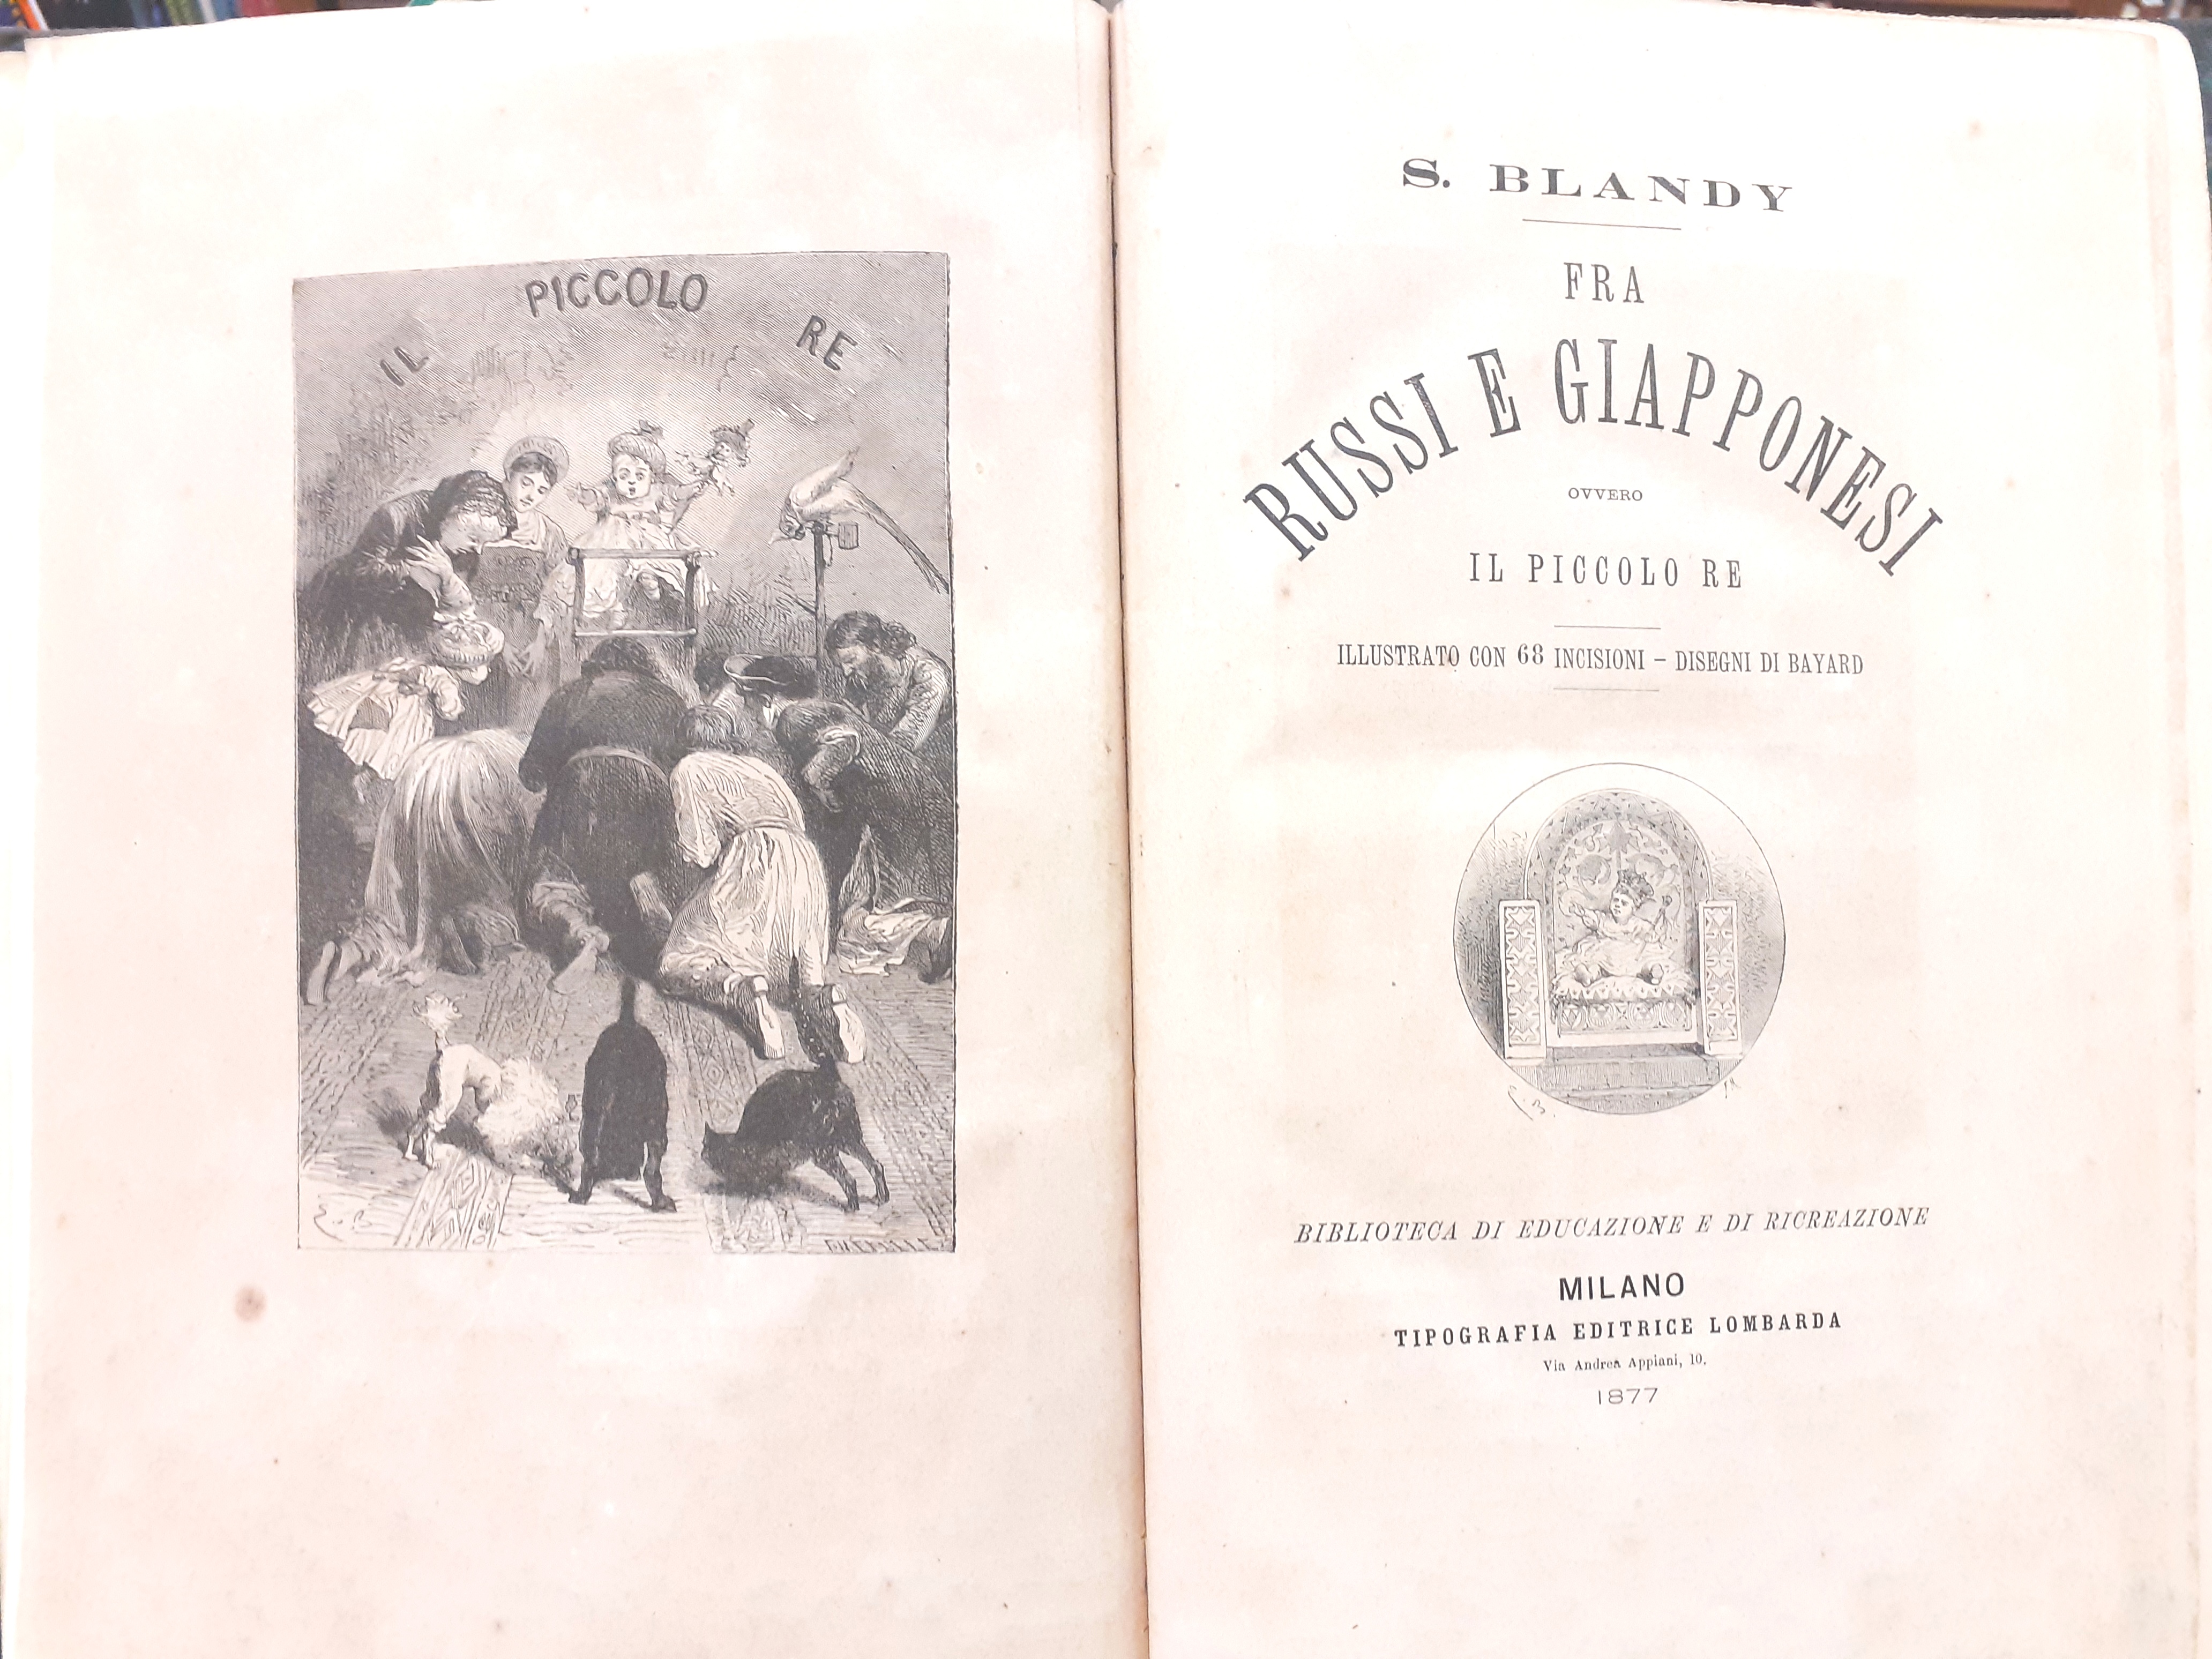 IL PICCOLO RE
E. B
S. BLANDY
FRA
RUSSI E GIAPPONESI
OVVERO
IL PICCOLO RE
ILLUSTRATO CON 68 INCISIONI – DISEGNI DI BAYARD
E. B.
BIBLIOTECA DI EDUCAZIONE E DI RICREAZIONE
MILANO
TIPOGRAFIA EDITRICE LOMBARDA
Via Andrea Appiani, 10.
1877